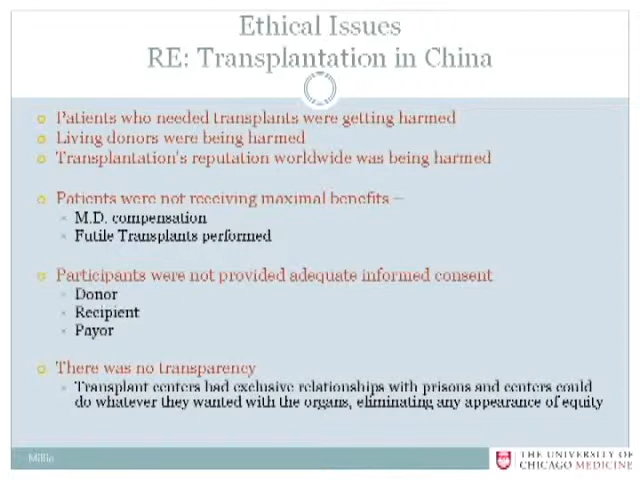 Ethical Issues
RE: Transplantation in China
Patients who needed transplants were getting harmed
Living donors were being harmed
Transplantation's reputation worldwide was being harmed
Patients were not receiving maximal benefits –
M.D. compensation
Futile Transplants performed
Participants were not provided adequate informed consent
Donor
Recipient
Payor
There was no transparency
Transplant centers had exclusive relationships with prisons and centers could
do whatever they wanted with the organs, eliminating any appearance of equity
Millis
THE UNIVERSITY OF
CHICAGO MEDICINE